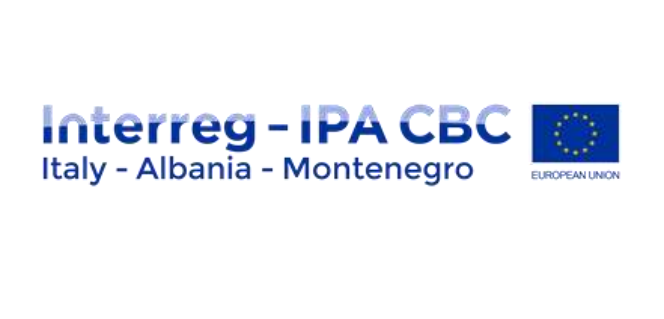 Interreg - IPA CBC
Italy - Albania - Montenegro
EUROPEAN UNION